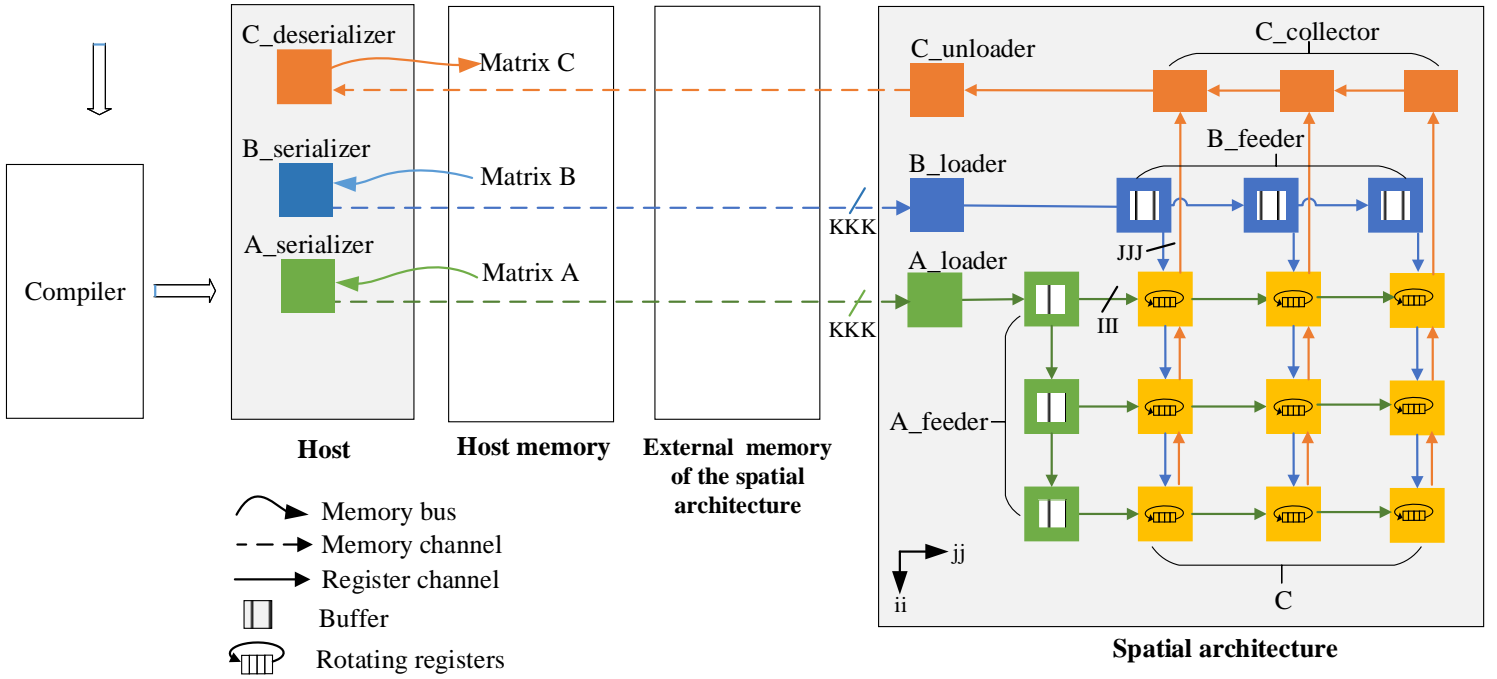 C_deserializer
Matrix C
C_unloader
C_collector
B_serializer
Matrix B
KKK
B_loader
B_feeder
JJJ
A_serializer
Matrix A
KKK
A_loader
III
Compiler
A_feeder
Host
Host memory
External memory
of the spatial
architecture
jj
ii
C
Spatial architecture
Memory bus
Memory channel
Register channel
Buffer
Rotating registers